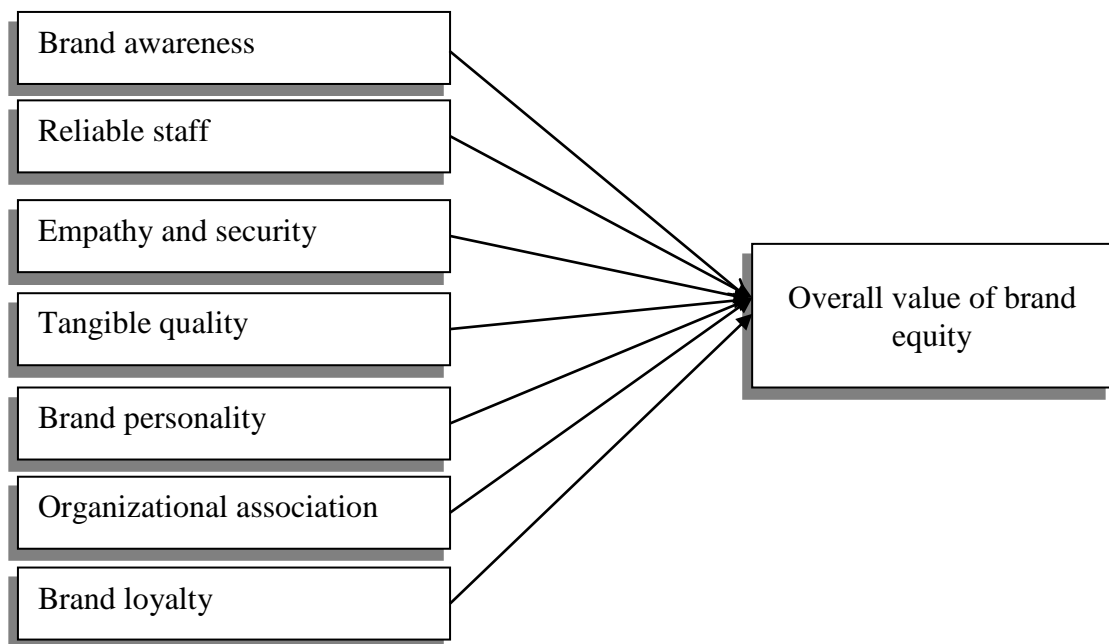 Brand awareness
Reliable staff
Empathy and security
Tangible quality
Brand personality
Organizational association
Brand loyalty
Overall value of brand
equity